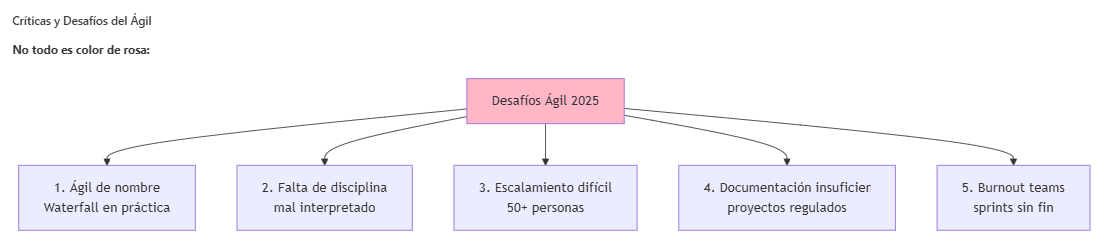 Críticas y Desafíos del Ágil
No todo es color de rosa:
Desafíos Ágil 2025
1. Ágil de nombre
Waterfall en práctica
2. Falta de disciplina
mal interpretado
3. Escalamiento difícil
50+ personas
4. Documentación insuficien
proyectos regulados
5. Burnout teams
sprints sin fin